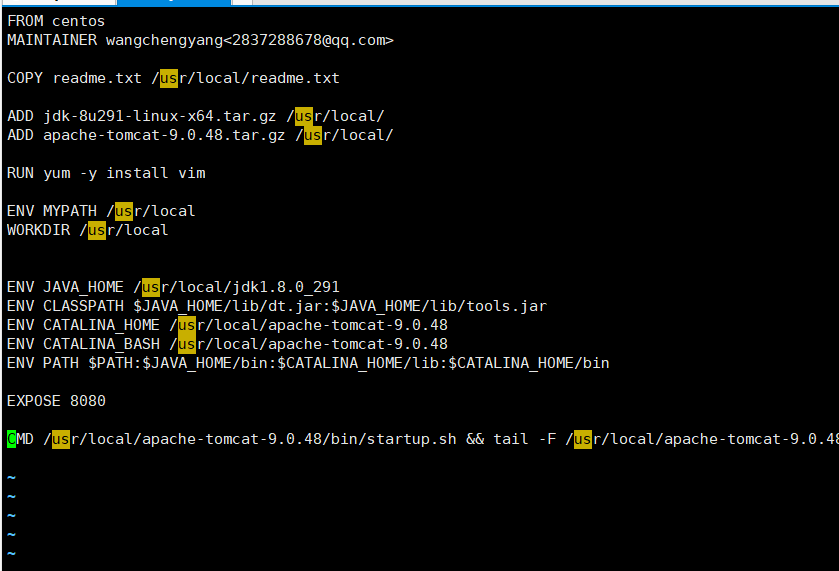 FROM centos
MAINTAINER wangchengyang<2837288678@qq.com>
COPY readme.txt /usr/local/readme.txt
ADD jdk-8u291-linux-x64.tar.gz /usr/local/
ADD apache-tomcat-9.0.48.tar.gz /usr/local/
RUN yum -y install vim
ENV MYPATH /usr/local
WORKDIR /usr/local
ENV JAVA_HOME /usr/local/jdk1.8.0_291
ENV CLASSPATH $JAVA_HOME/lib/dt.jar:$JAVA_HOME/lib/tools.jar
ENV CATALINA_HOME /usr/local/apache-tomcat-9.0.48
ENV CATALINA_BASH /usr/local/apache-tomcat-9.0.48
ENV PATH $PATH:$JAVA_HOME/bin:$CATALINA_HOME/lib:$CATALINA_HOME/bin
EXPOSE 8080
CMD /usr/local/apache-tomcat-9.0.48/bin/startup.sh && tail -F /usr/local/apache-tomcat-9.0.48
~
~
~
~
~